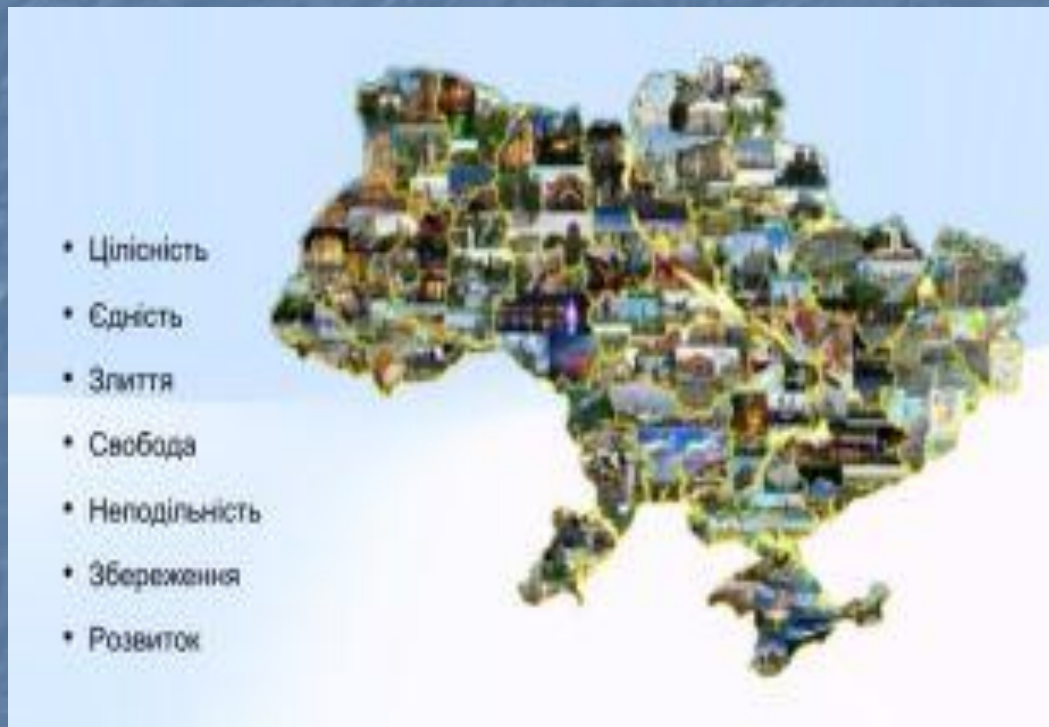 • Цілісність
• Єдність
• Злиття
• Свобода
• Неподільність
• Збереження
• Розвиток